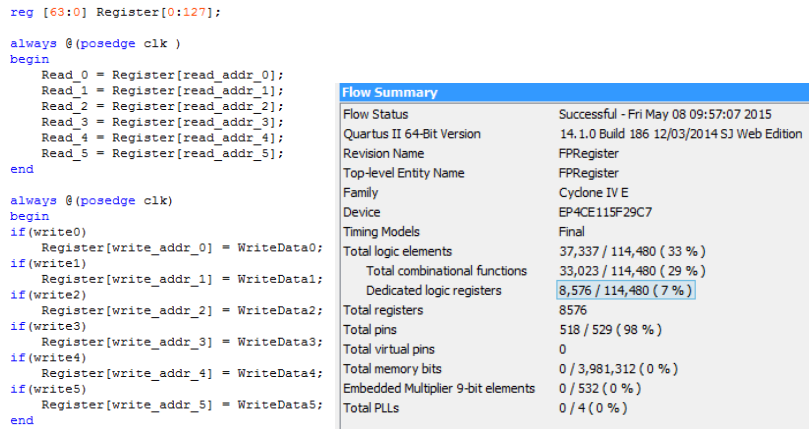 reg [63:0] Register[0:127];
always @(posedge clk )
begin
Read_0 = Register[read_addr_0];
Read_1 = Register[read_addr_1];
Read_2 = Register[read_addr_2];
Read_3 = Register[read_addr_3];
Read_4 = Register[read_addr_4];
Read_5 = Register[read_addr_5];
end
always @(posedge clk)
begin
if(write0)
Register[write_addr_0] = WriteData0;
if(write1)
Register[write_addr_1] = WriteData1;
if(write2)
Register[write_addr_2] = WriteData2;
if(write3)
Register[write_addr_3] = WriteData3;
if(write4)
Register[write_addr_4] = WriteData4;
if(write5)
Register[write_addr_5] = WriteData5;
end
Flow Summary
Flow Status Successful - Fri May 08 09:57:07 2015
Quartus II 64-Bit Version 14.1.0 Build 186 12/03/2014 SJ Web Edition
Revision Name FPRegister
Top-level Entity Name FPRegister
Family Cyclone IV E
Device EP4CE115F29C7
Timing Models Final
Total logic elements 37,337 / 114,480 ( 33 % )
Total combinational functions 33,023 / 114,480 ( 29 % )
Dedicated logic registers 8,576 / 114,480 ( 7 % )
Total registers 8576
Total pins 518 / 529 ( 98 % )
Total virtual pins 0
Total memory bits 0 / 3,981,312 ( 0 % )
Embedded Multiplier 9-bit elements 0 / 532 ( 0 % )
Total PLLs 0 / 4 ( 0 % )